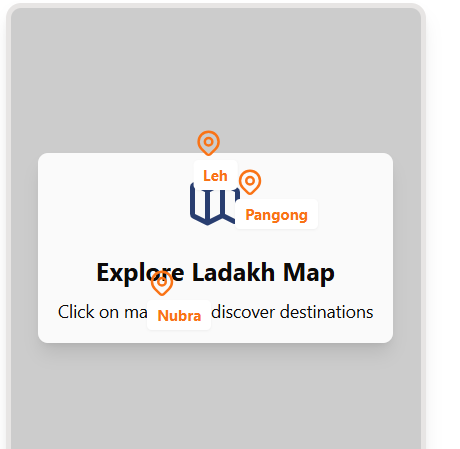 Leh
Pangong
Explore Ladakh Map
Click on ma discover destinations
Nubra